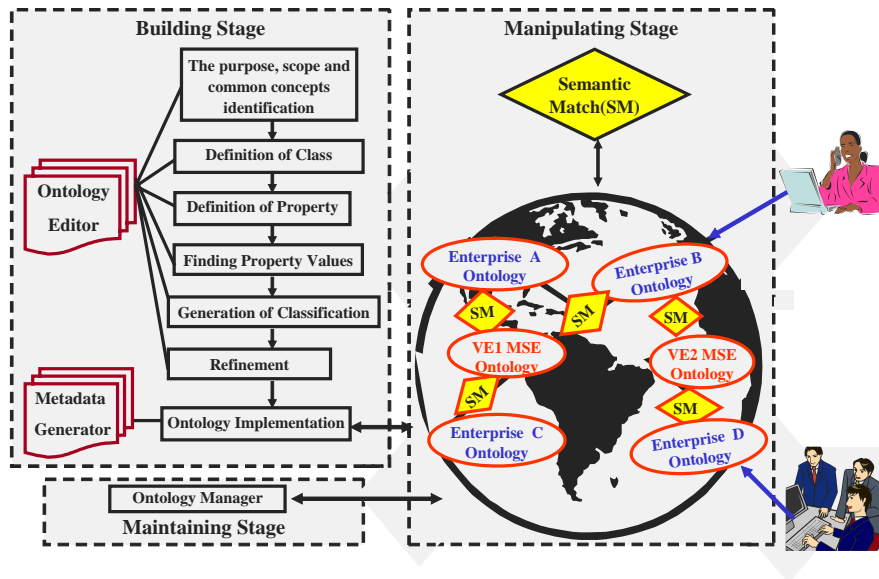 Building Stage
The purpose, scope and
common concepts
identification
Definition of Class
Definition of Property
Finding Property Values
Generation of Classification
Refinement
Ontology Implementation
Ontology
Editor
Metadata
Generator
Ontology Manager
Maintaining Stage
Manipulating Stage
Semantic
Match(SM)
Enterprise A
Ontology
Enterprise B
Ontology
SM
SM
SM
VE1 MSE
Ontology
VE2 MSE
Ontology
SM
SM
Enterprise C
Ontology
Enterprise D
Ontology